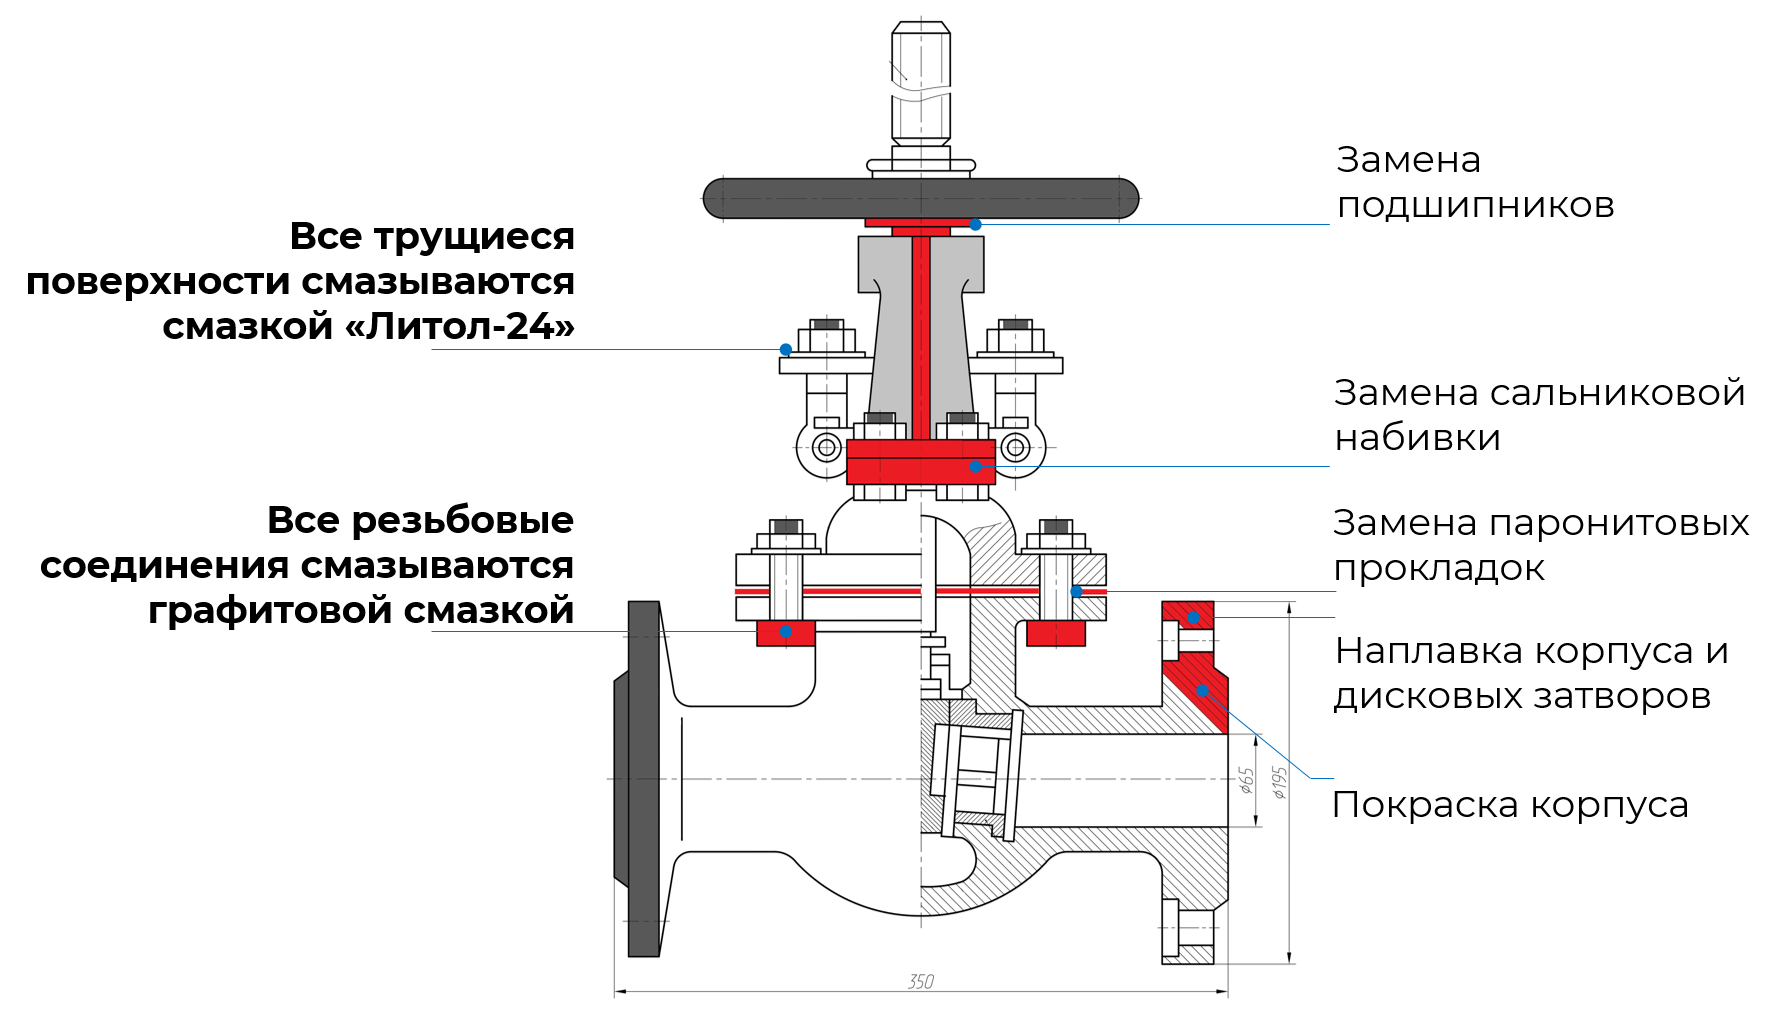 Все трущиеся
поверхности смазываются
смазкой «Литол-24»
Все резьбовые
соединения смазываются
графитовой смазкой
Замена
подшипников
Замена сальниковой
набивки
Замена паронитовых
прокладок
Наплавка корпуса и
дисковых затворов
Покраска корпуса
ϕ65
ϕ195
350